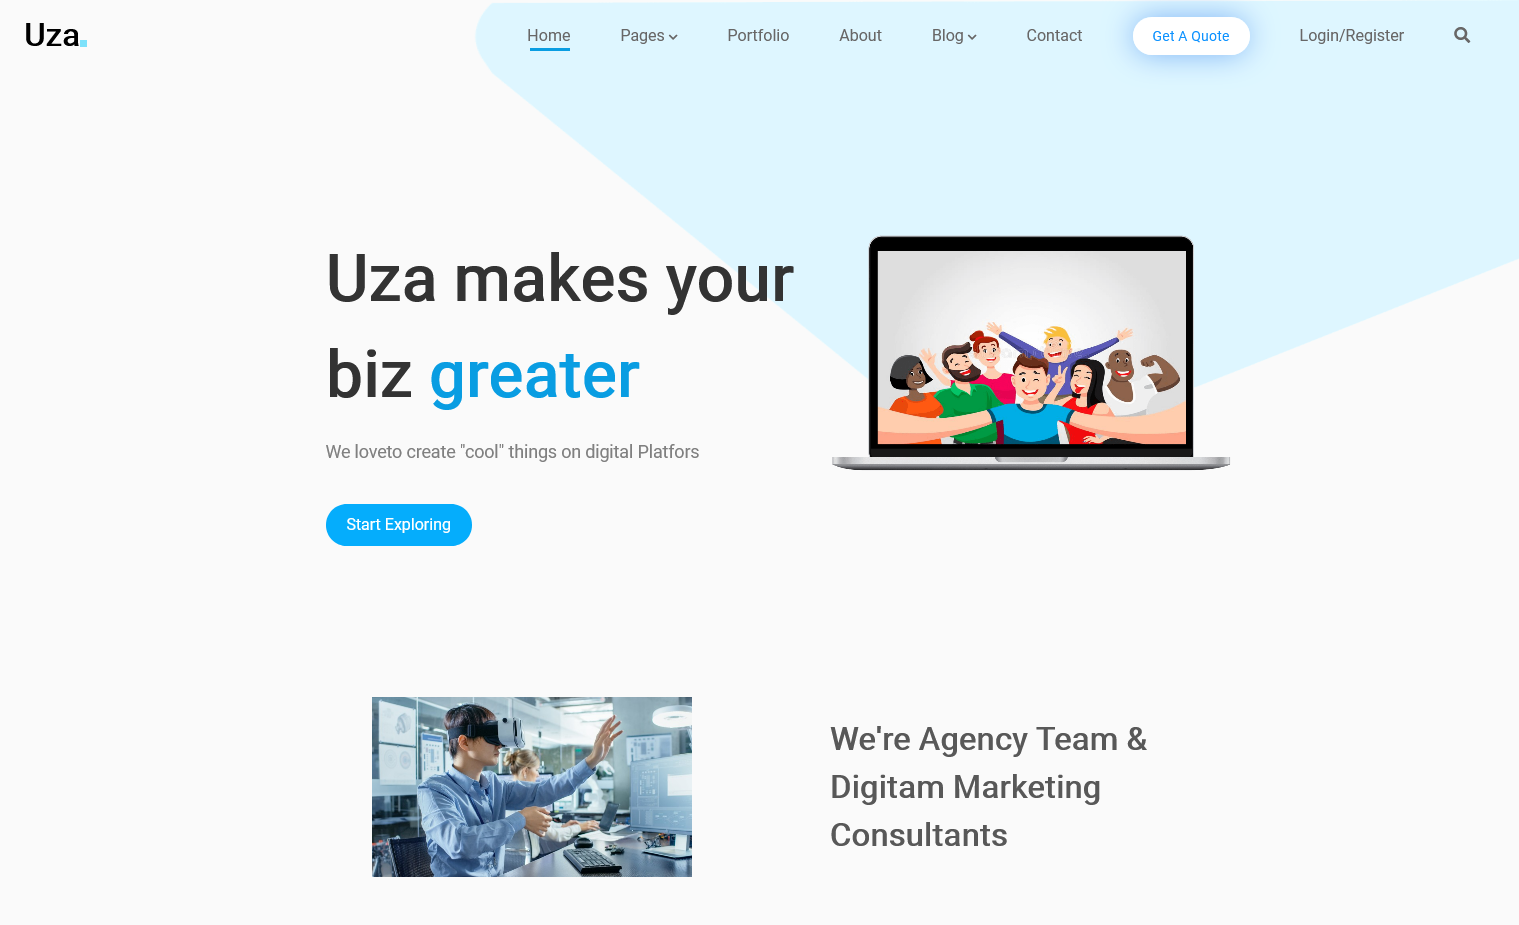 Uza.
Home Pages Portfolio About Blog Contact Get A Quote Login/Register
Uza makes your
biz greater
We loveto create "cool" things on digital Platfors
Start Exploring
We're Agency Team &
Digitam Marketing
Consultants